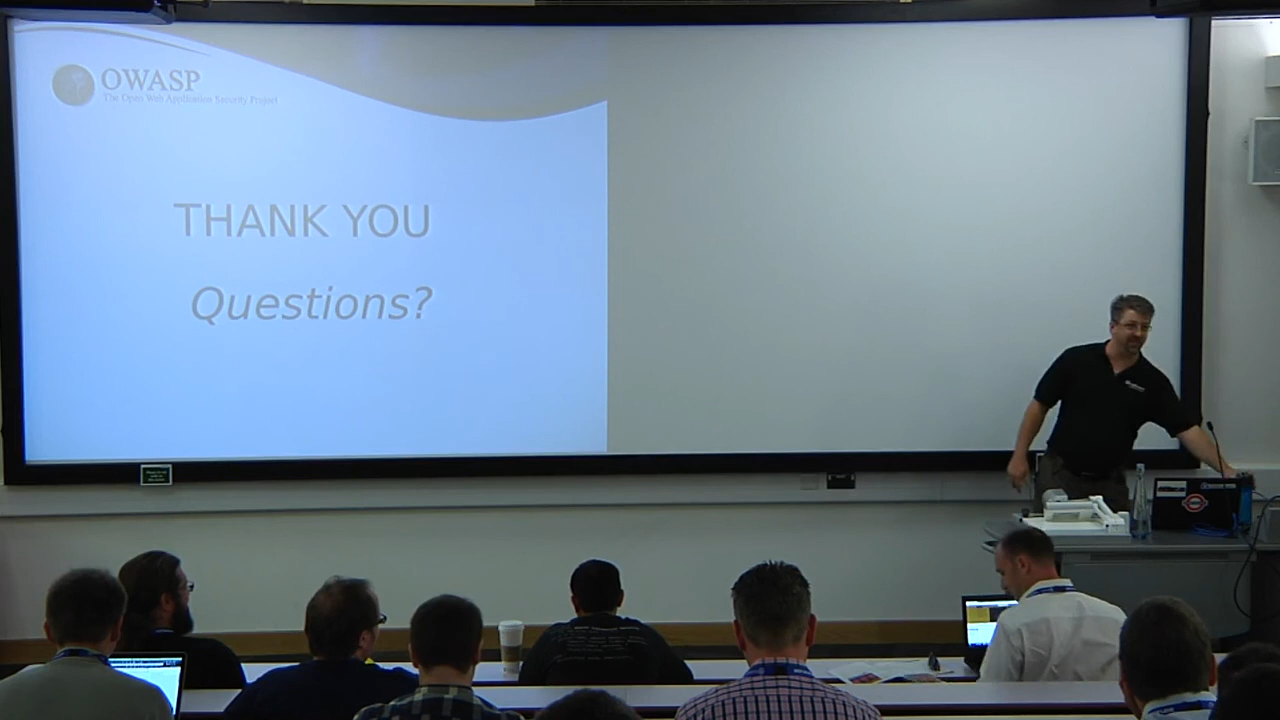 OWASP
The Open Web Application Security Project
THANK YOU
Questions?